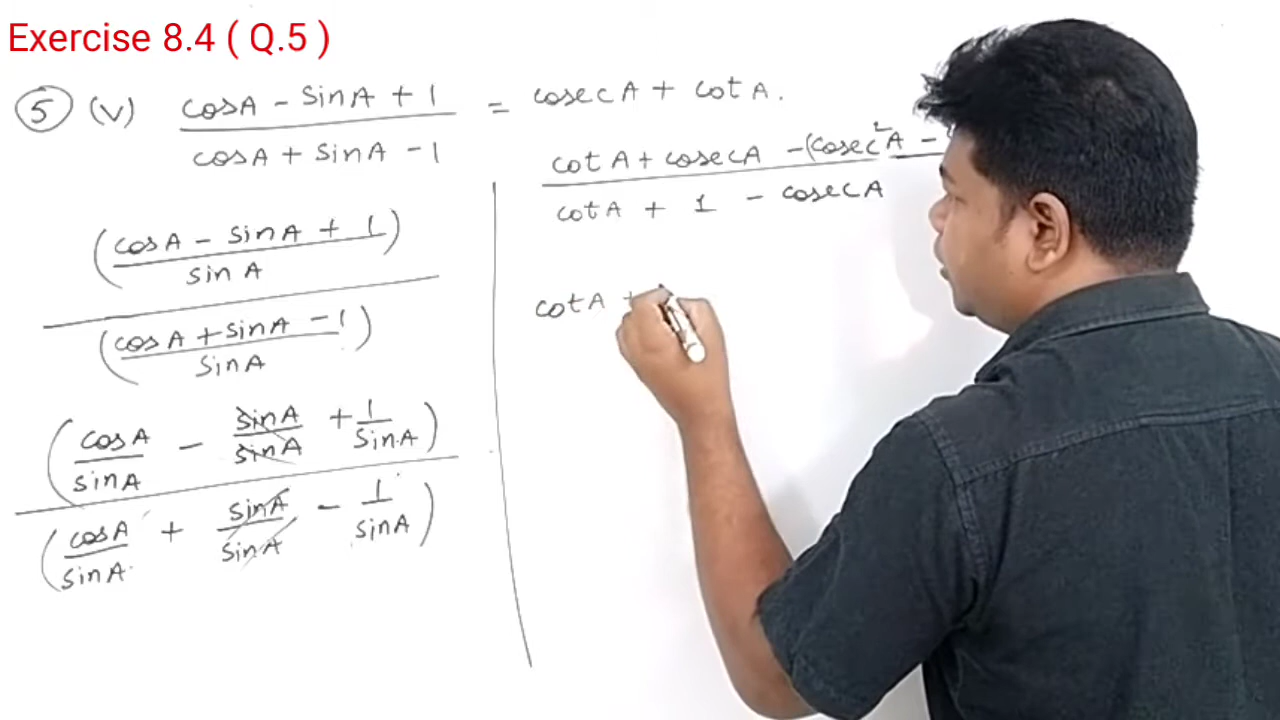 Exercise 8.4 ( Q.5 )
5 (v) cosA - sinA + 1 = cosecA + cotA.
cosA + sinA - 1
(cosA - sinA + 1)
sinA
(cosA + sinA - 1)
sinA
(cosA - sinA + 1)
sinA sinA sinA
(cosA + sinA - 1)
sinA sinA sinA
cotA + cosecA - (cosec²A -
cotA + 1 - cosecA
cotA +